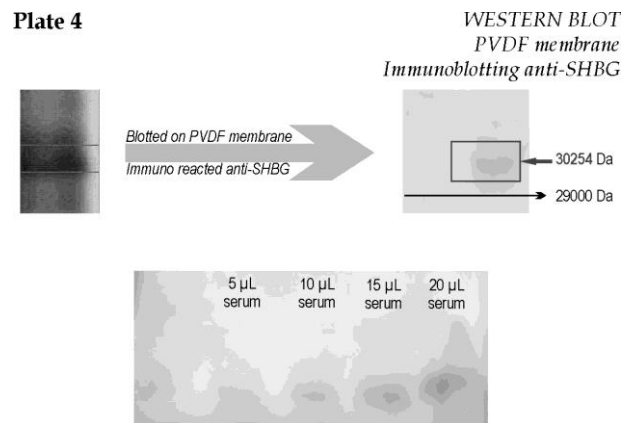 Plate 4
WESTERN BLOT
PVDF membrane
Immunoblotting anti-SHBG
Blotted on PVDF membrane
Immuno reacted anti-SHBG
30254 Da
29000 Da
5 µL
serum
10 µL
serum
15 µL
serum
20 µL
serum